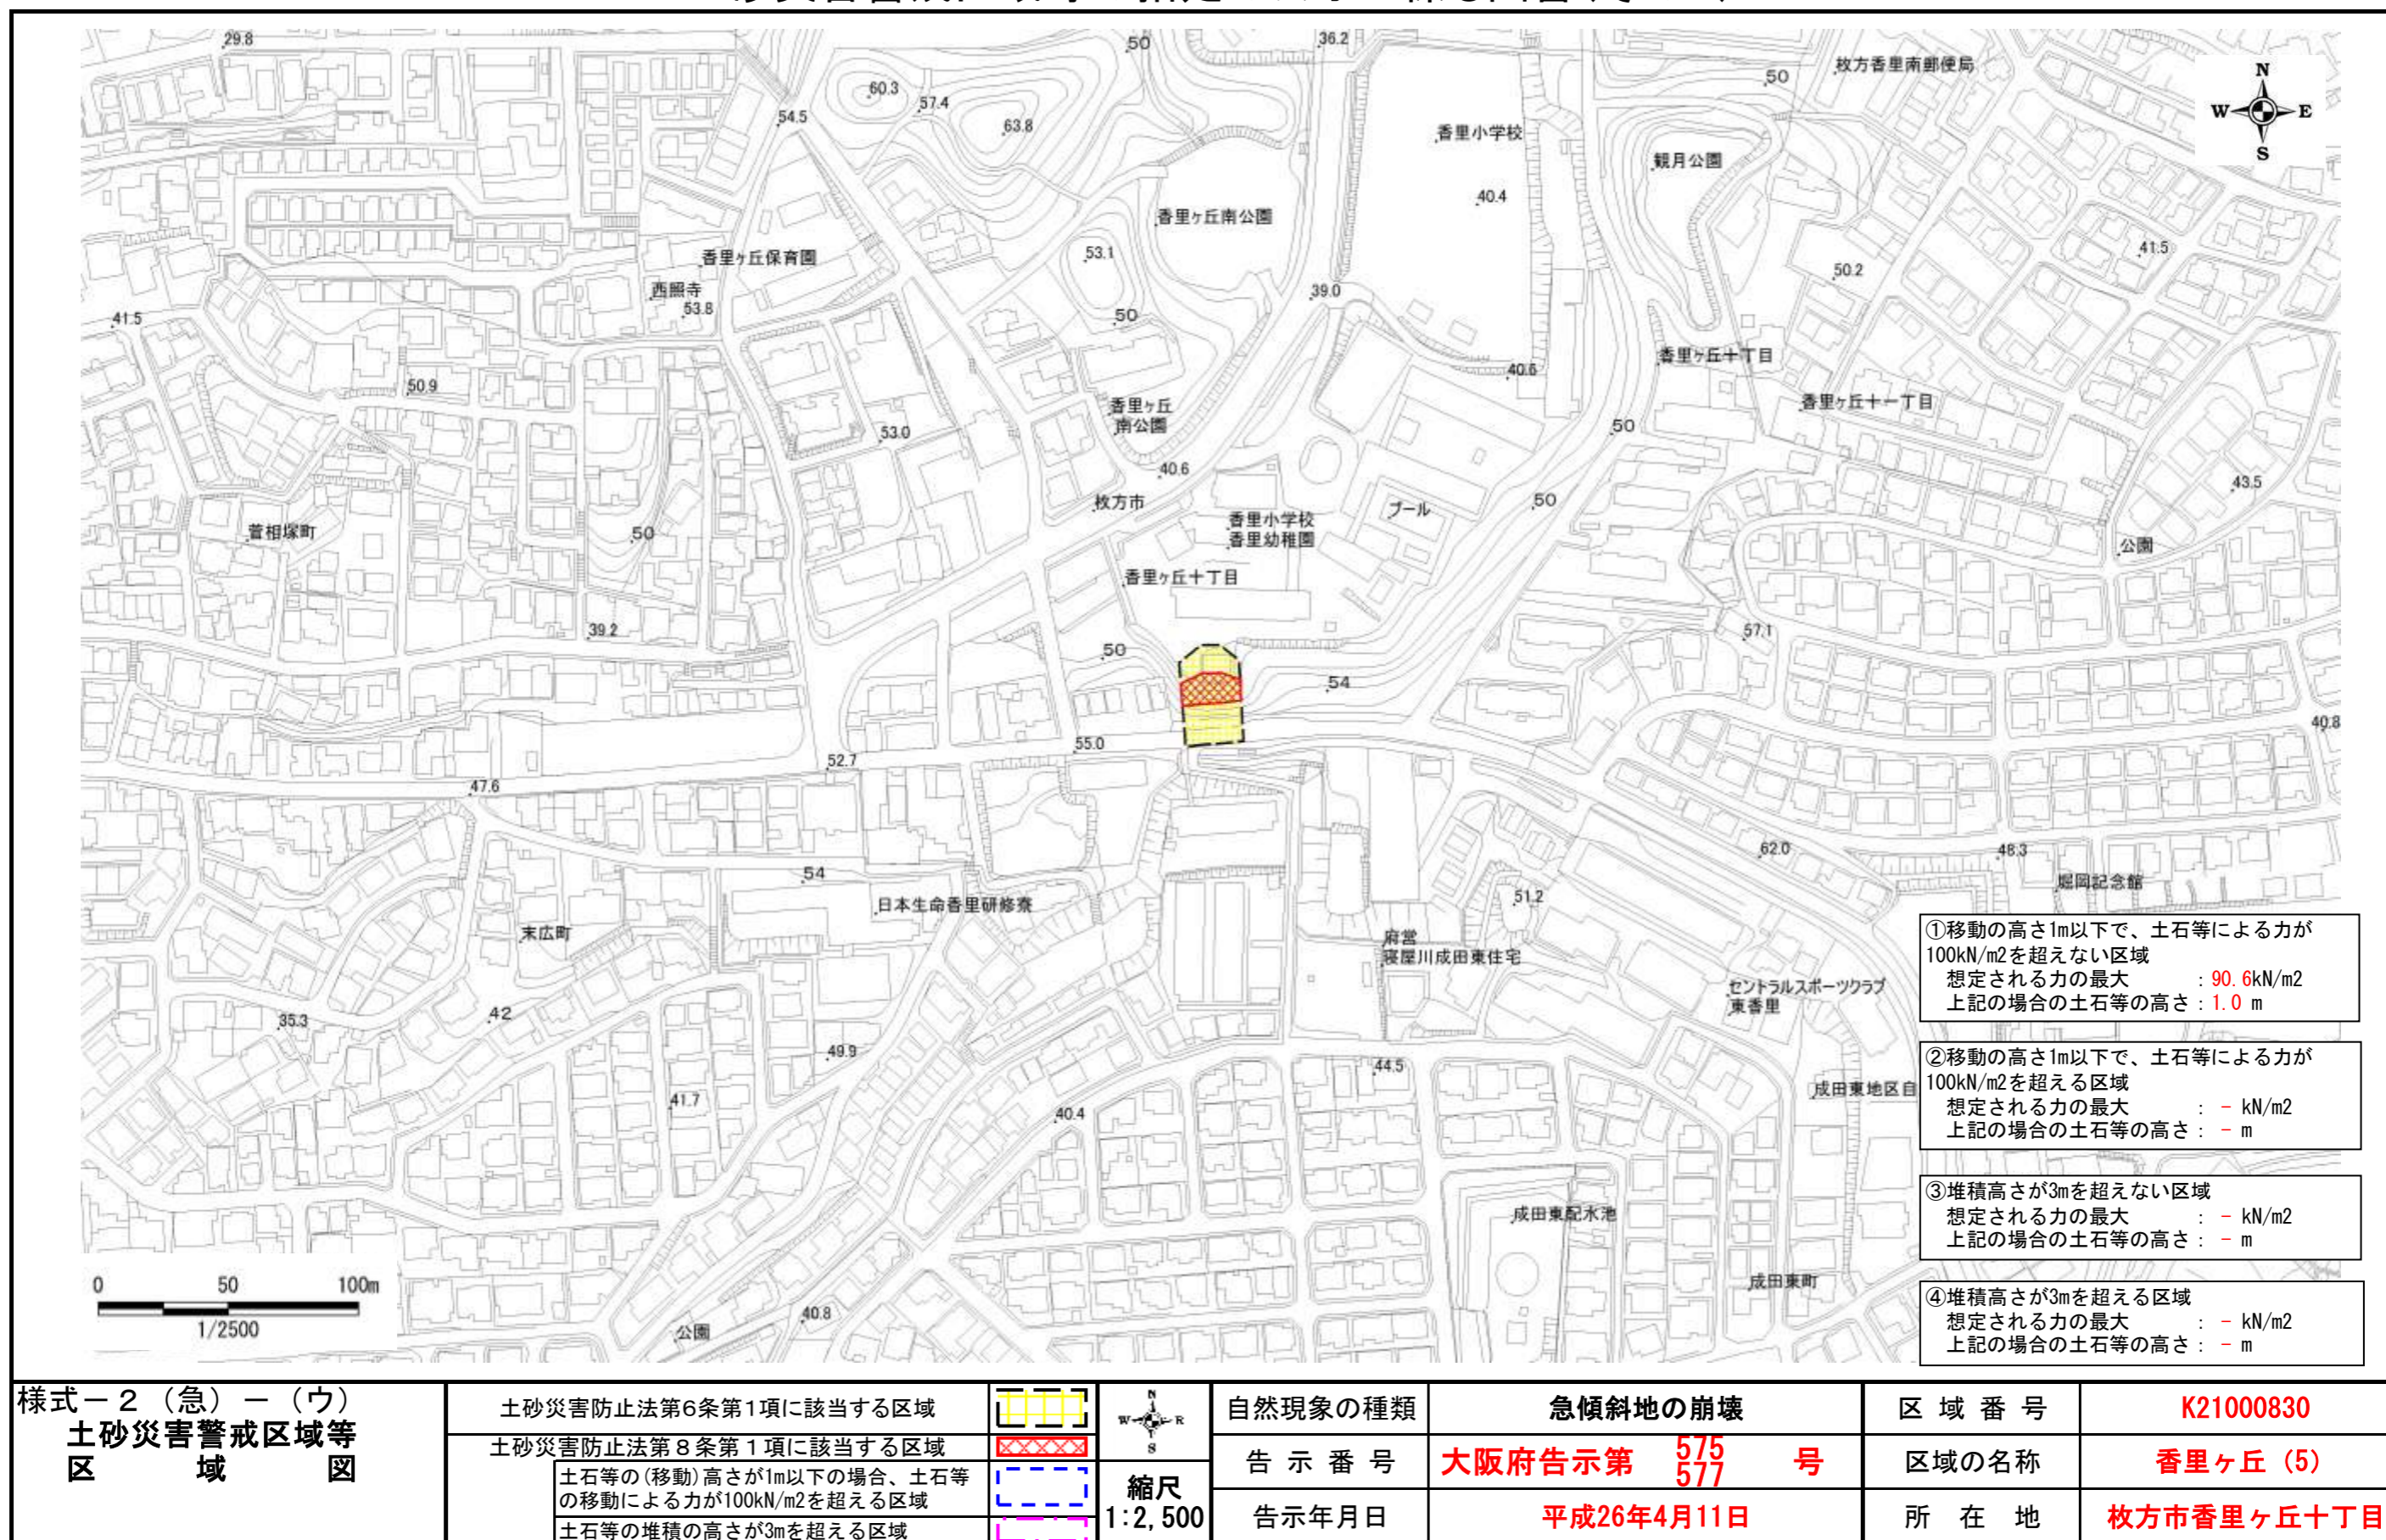 29.8
50
36.2
枚方香里南郵便局
50
N
W E
S
60.3
57.4
54.5
63.8
香里小学校
観月公園
40.4
香里ヶ丘南公園
41.5
香里ヶ丘保育園
53.1
50.2
西照寺
53.8
39.0
41.5
50
香里ヶ丘十丁目
40.6
50.9
香里ヶ丘
南公園
香里ヶ丘十一丁目
53.0
50
40.6
43.5
枚方市
50
プール
香里小学校
香里幼稚園
菅相塚町
50
公園
香里ヶ丘十丁目
39.2
57.1
50
54
40.8
55.0
52.7
47.6
62.0
48.3
54
堀岡記念館
51.2
日本生命香里研修寮
末広町
府営
寝屋川成田東住宅
セントラルスポーツクラブ
東香里
35.3
42
49.9
44.5
成田東地区自
41.7
40.4
成田東配水池
成田東町
40.8
公園
①移動の高さ1m以下で、土石等による力が
100kN/m2を超えない区域
想定される力の最大 : 90.6kN/m2
上記の場合の土石等の高さ : 1.0 m
②移動の高さ1m以下で、土石等による力が
100kN/m2を超える区域
想定される力の最大 : - kN/m2
上記の場合の土石等の高さ : - m
③堆積高さが3mを超えない区域
想定される力の最大 : - kN/m2
上記の場合の土石等の高さ : - m
④堆積高さが3mを超える区域
想定される力の最大 : - kN/m2
上記の場合の土石等の高さ : - m
0 50 100m
1/2500
様式－２（急）－（ウ）
土砂災害警戒区域等
区 域 図
土砂災害防止法第6条第1項に該当する区域
土砂災害防止法第８条第１項に該当する区域
土石等の(移動)高さが1m以下の場合、土石等
の移動による力が100kN/m2を超える区域
土石等の堆積の高さが3mを超える区域
N
W R
S
縮尺
1:2,500
自然現象の種類 急傾斜地の崩壊
告示番号 大阪府告示第 575 577 号
告示年月日 平成26年4月11日
区域番号 K21000830
区域の名称 香里ヶ丘（5）
所在地 枚方市香里ヶ丘十丁目